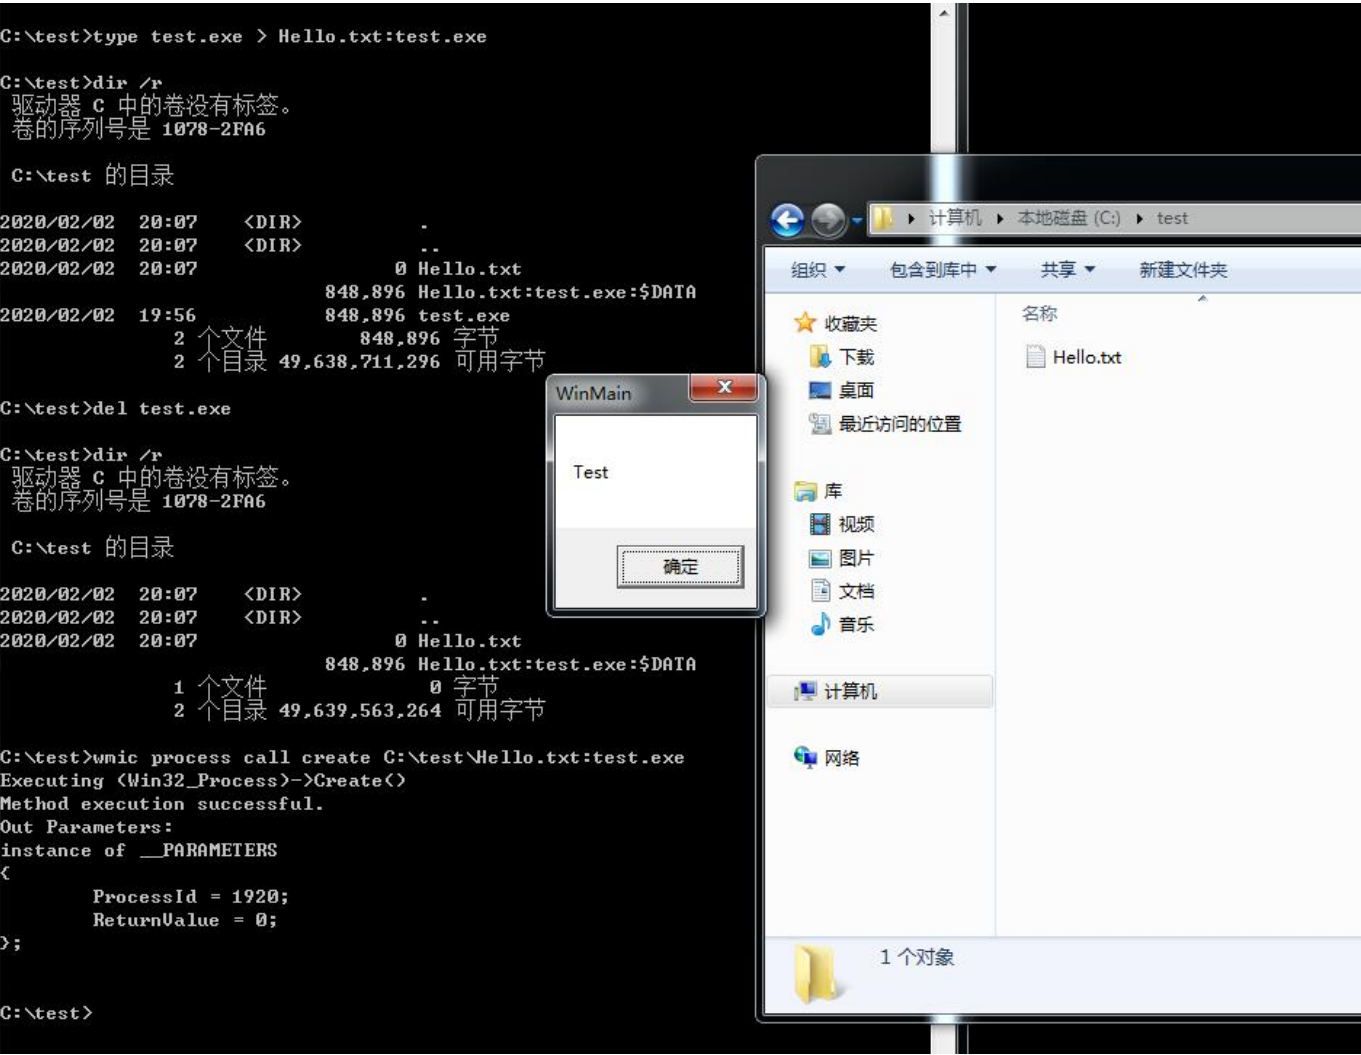 C:\test>type test.exe > Hello.txt:test.exe
C:\test>dir /r
驱动器 C 中的卷没有标签。
卷的序列号是 1078-2FA6
C:\test 的目录
2020/02/02  20:07    <DIR>          .
2020/02/02  20:07    <DIR>          ..
2020/02/02  20:07                 0 Hello.txt
848,896 Hello.txt:test.exe:$DATA
2020/02/02  19:56           848,896 test.exe
2 个文件        848,896 字节
2 个目录 49,638,711,296 可用字节
C:\test>del test.exe
C:\test>dir /r
驱动器 C 中的卷没有标签。
卷的序列号是 1078-2FA6
C:\test 的目录
2020/02/02  20:07    <DIR>          .
2020/02/02  20:07    <DIR>          ..
2020/02/02  20:07                 0 Hello.txt
848,896 Hello.txt:test.exe:$DATA
1 个文件              0 字节
2 个目录 49,639,563,264 可用字节
C:\test>wmic process call create C:\test\Hello.txt:test.exe
Executing (Win32_Process)->Create()
Method execution successful.
Out Parameters:
instance of __PARAMETERS
{
ProcessId = 1920;
ReturnValue = 0;
};
C:\test>
WinMain
Test
确定
计算机 本地磁盘 (C:) test
组织 包含到库中 共享 新建文件夹
收藏夹
下载
桌面
最近访问的位置
库
视频
图片
文档
音乐
计算机
网络
名称
Hello.txt
1 个对象